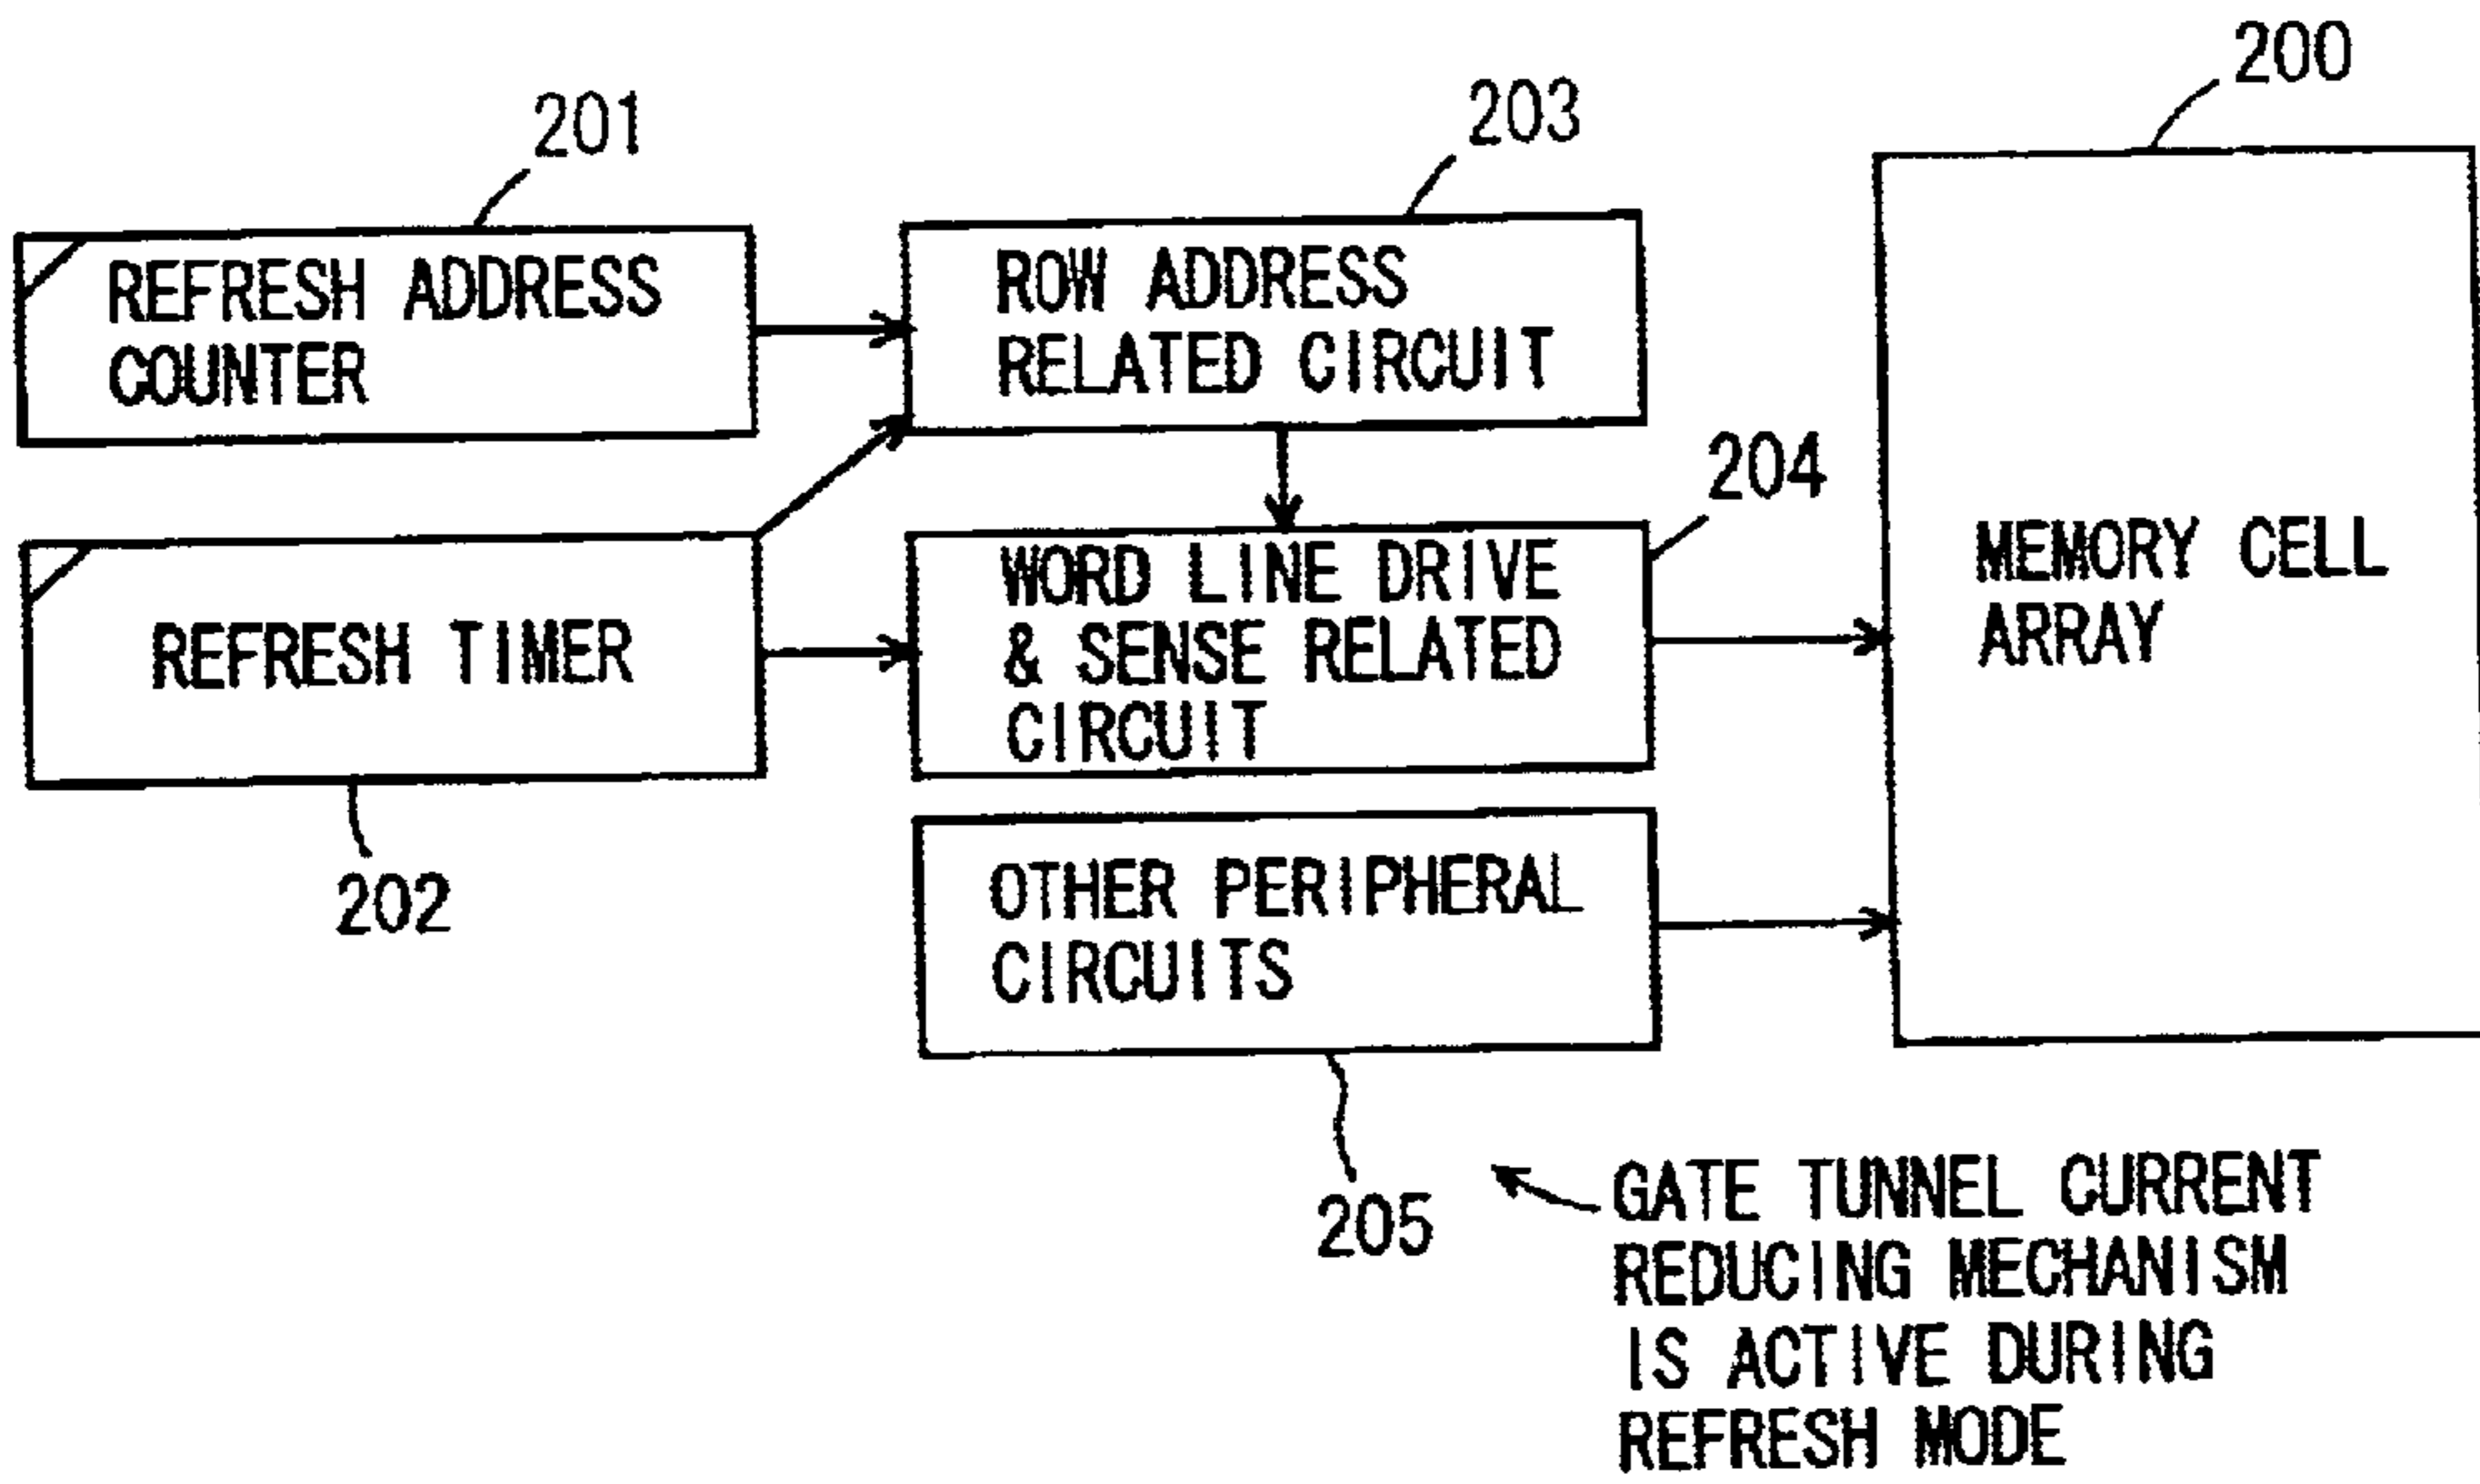 200
203
201
REFRESH ADDRESS
COUNTER
ROW ADDRESS
RELATED CIRCUIT
204
REFRESH TIMER
WORD LINE DRIVE
& SENSE RELATED
CIRCUIT
MEMORY CELL
ARRAY
202
OTHER PERIPHERAL
CIRCUITS
205
GATE TUNNEL CURRENT
REDUCING MECHANISM
IS ACTIVE DURING
REFRESH MODE